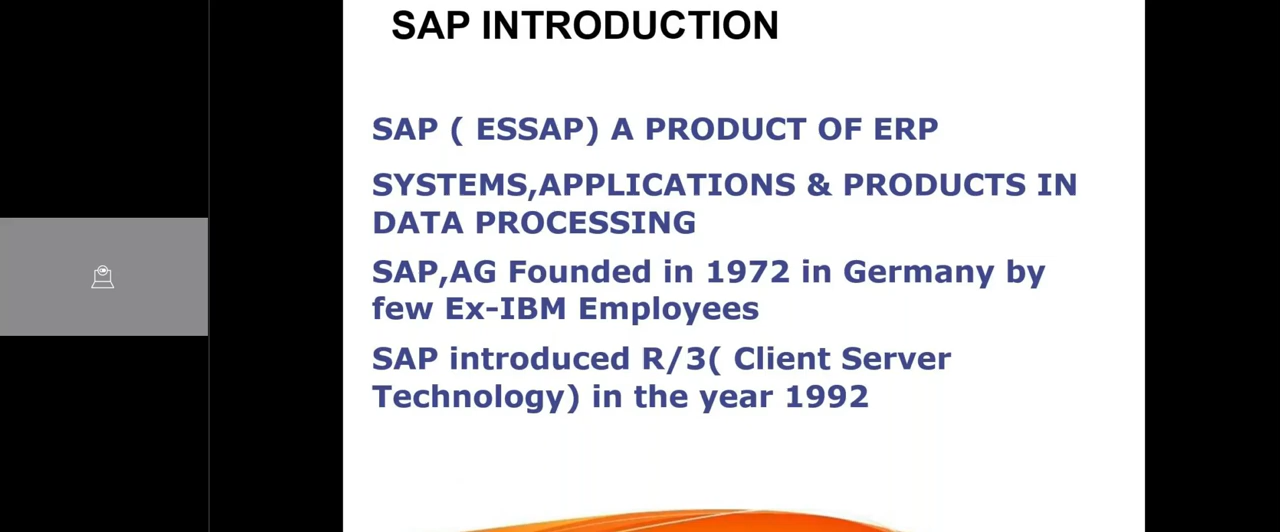 SAP INTRODUCTION
SAP ( ESSAP) A PRODUCT OF ERP
SYSTEMS,APPLICATIONS & PRODUCTS IN
DATA PROCESSING
SAP,AG Founded in 1972 in Germany by
few Ex-IBM Employees
SAP introduced R/3( Client Server
Technology) in the year 1992